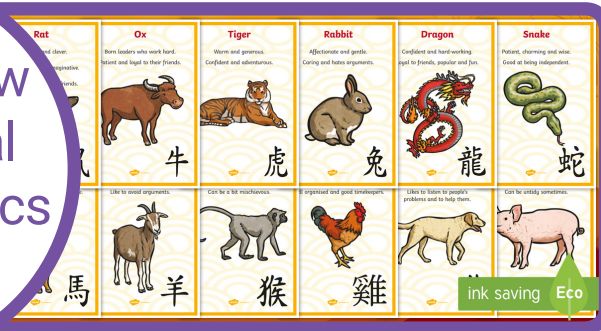 Rat
Ox
Tiger
Rabbit
Dragon
Snake
and clever.
Born leaders who work hard.
Warm and generous.
Affectionate and gentle.
Confident and hard-working.
Patient, charming and wise.
Patient and loyal to their friends.
Confident and adventurous.
Caring and hates arguments.
loyal to friends, popular and fun.
Good at being independent.
牛
虎
兔
龍
蛇
Like to avoid arguments.
Can be a bit mischievous.
organised and good timekeepers.
Likes to listen to people's
problems and to help them.
Can be untidy sometimes.
馬
羊
猴
雞
ink saving
Eco